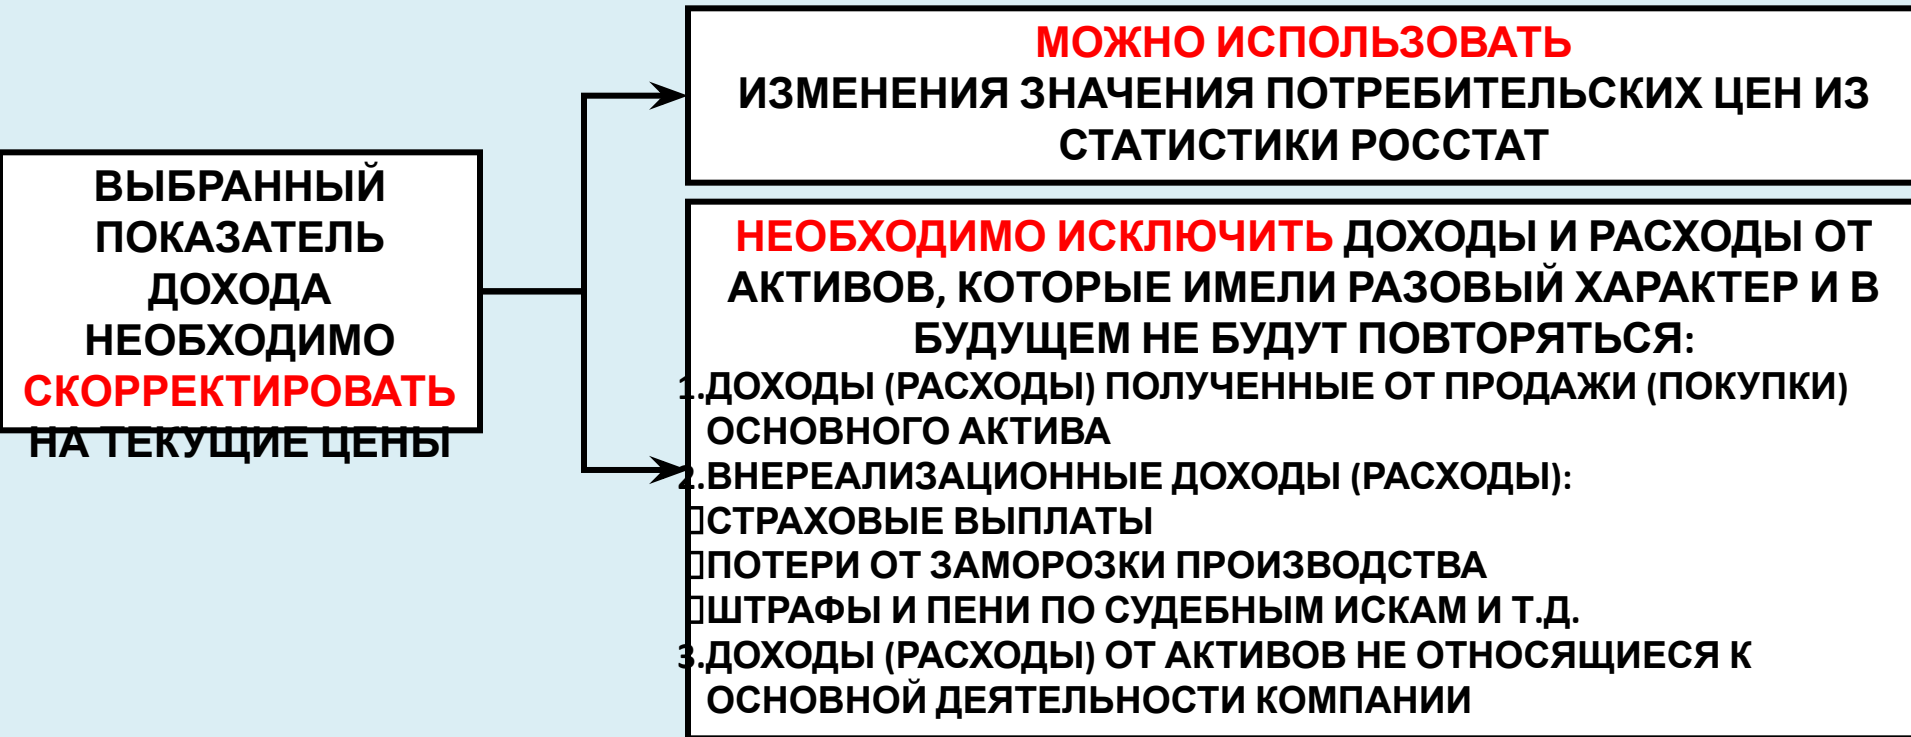 ВЫБРАННЫЙ
ПОКАЗАТЕЛЬ
ДОХОДА
НЕОБХОДИМО
СКОРРЕКТИРОВАТЬ
НА ТЕКУЩИЕ ЦЕНЫ
МОЖНО ИСПОЛЬЗОВАТЬ
ИЗМЕНЕНИЯ ЗНАЧЕНИЯ ПОТРЕБИТЕЛЬСКИХ ЦЕН ИЗ
СТАТИСТИКИ РОССТАТ
НЕОБХОДИМО ИСКЛЮЧИТЬ ДОХОДЫ И РАСХОДЫ ОТ
АКТИВОВ, КОТОРЫЕ ИМЕЛИ РАЗОВЫЙ ХАРАКТЕР И В
БУДУЩЕМ НЕ БУДУТ ПОВТОРЯТЬСЯ:
1.ДОХОДЫ (РАСХОДЫ) ПОЛУЧЕННЫЕ ОТ ПРОДАЖИ (ПОКУПКИ)
ОСНОВНОГО АКТИВА
2.ВНЕРЕАЛИЗАЦИОННЫЕ ДОХОДЫ (РАСХОДЫ):
СТРАХОВЫЕ ВЫПЛАТЫ
ПОТЕРИ ОТ ЗАМОРОЗКИ ПРОИЗВОДСТВА
ШТРАФЫ И ПЕНИ ПО СУДЕБНЫМ ИСКАМ И Т.Д.
3.ДОХОДЫ (РАСХОДЫ) ОТ АКТИВОВ НЕ ОТНОСЯЩИЕСЯ К
ОСНОВНОЙ ДЕЯТЕЛЬНОСТИ КОМПАНИИ